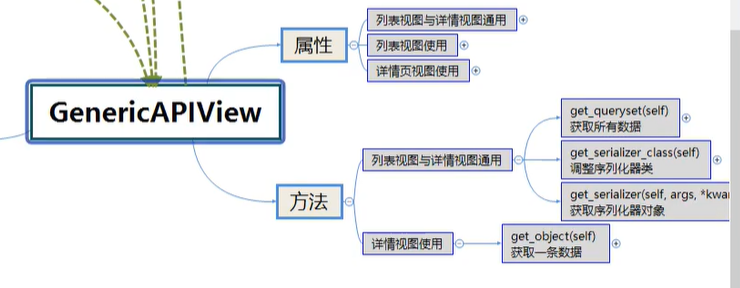 GenericAPIView
属性
列表视图与详情视图通用
列表视图使用
详情页视图使用
方法
列表视图与详情视图通用
get_queryset(self)
获取所有数据
get_serializer_class(self)
调整序列化器类
get_serializer(self, args, *kwar
获取序列化器对象
详情视图使用
get_object(self)
获取一条数据